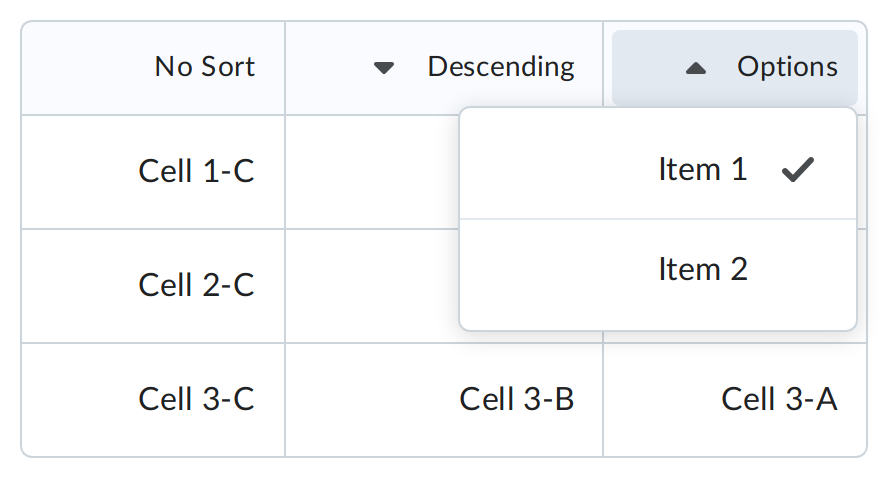 No Sort Descending Options
Cell 1-C Item 1
Cell 2-C Item 2
Cell 3-C Cell 3-B Cell 3-A